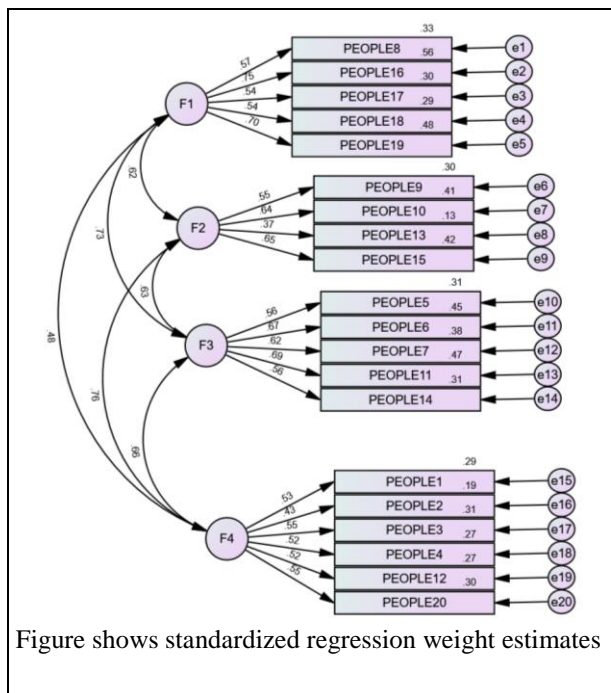 .33
PEOPLE8 .56 e1
PEOPLE16 .30 e2
PEOPLE17 .29 e3
PEOPLE18 .48 e4
PEOPLE19 e5
F1
.57
.75
.54
.54
.70
.30
PEOPLE9 .41 e6
PEOPLE10 .13 e7
PEOPLE13 .42 e8
PEOPLE15 e9
F2
.55
.64
.37
.65
.62
.73
.48
.31
PEOPLE5 .45 e10
PEOPLE6 .38 e11
PEOPLE7 .47 e12
PEOPLE11 .31 e13
PEOPLE14 e14
F3
.56
.67
.62
.69
.56
.63
.76
.66
.29
PEOPLE1 .19 e15
PEOPLE2 .31 e16
PEOPLE3 .27 e17
PEOPLE4 .27 e18
PEOPLE12 .30 e19
PEOPLE20 e20
F4
.53
.43
.55
.52
.52
.55
Figure shows standardized regression weight estimates